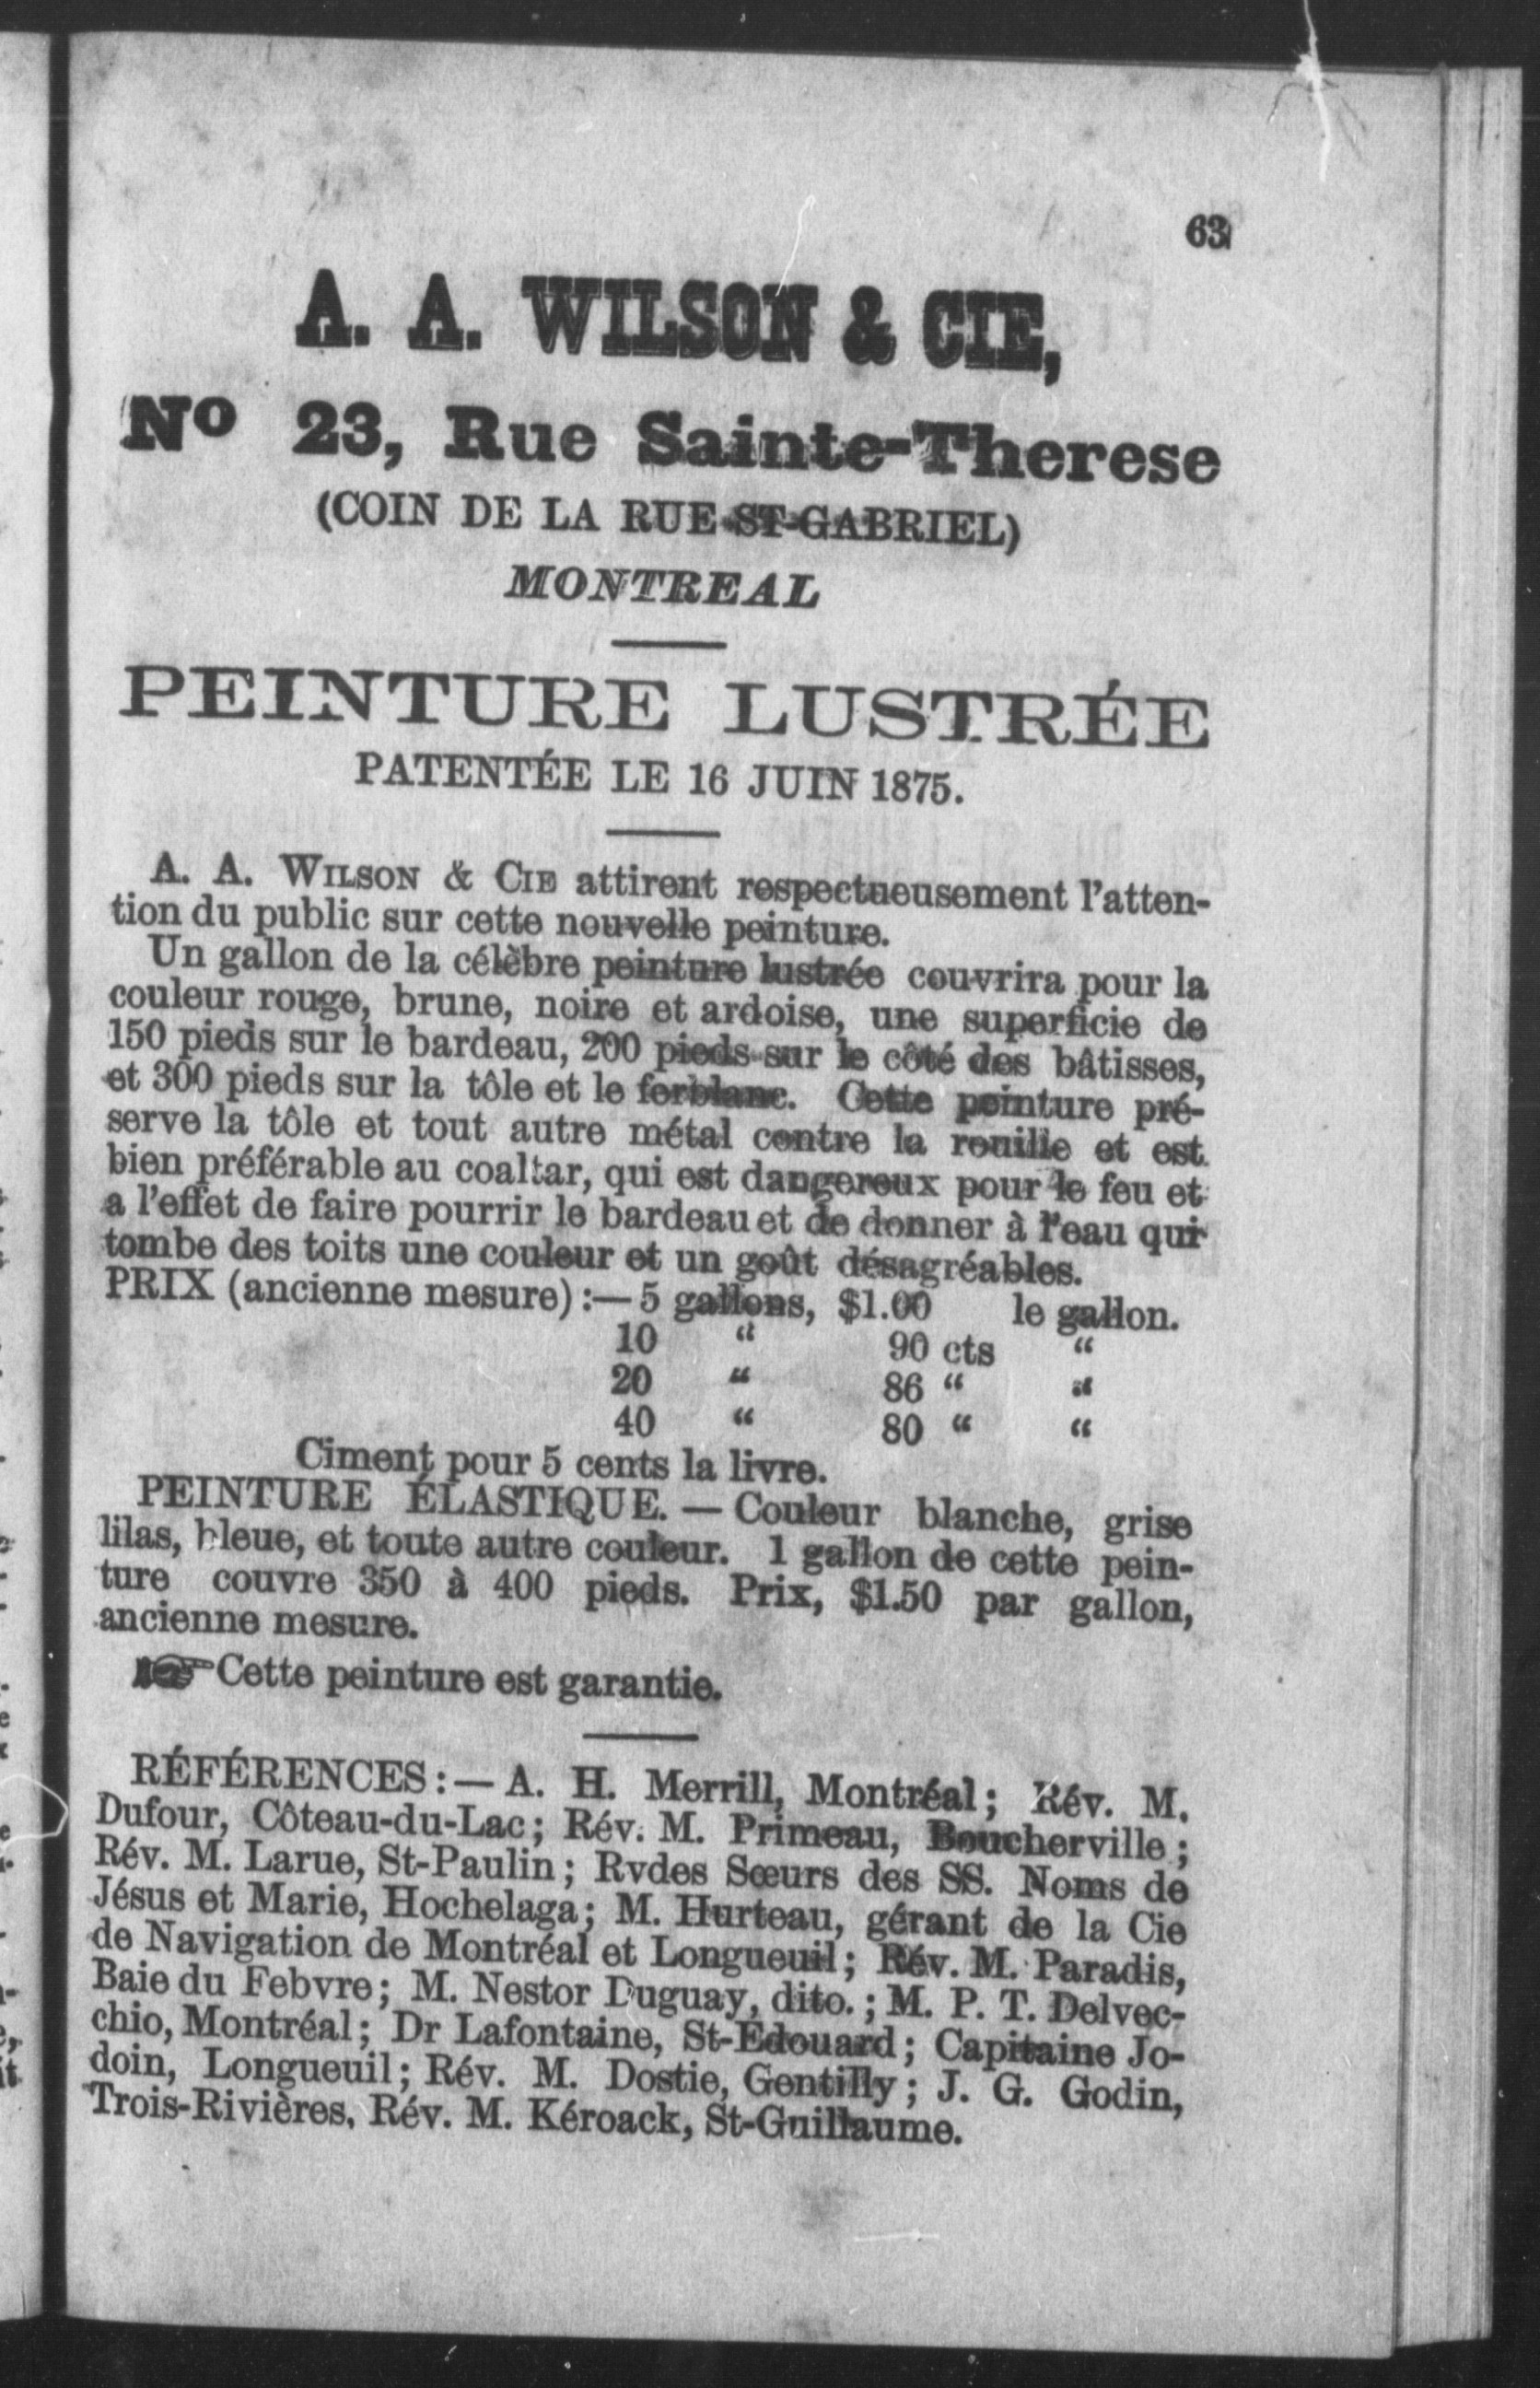 63
A. A. WILSON & CIE,
No 23, Rue Sainte-Therese
(COIN DE LA RUE ST-GABRIEL)
MONTREAL
PEINTURE LUSTRÉE
PATENTÉE LE 16 JUIN 1875.
A. A. WILSON & CIE attirent respectueusement l'atten-
tion du public sur cette nouvelle peinture.
Un gallon de la célèbre peinture lustrée couvrira pour la
couleur rouge, brune, noire et ardoise, une superficie de
150 pieds sur le bardeau, 200 pieds sur le côté des bâtisses,
et 300 pieds sur la tôle et le ferblanc. Cette peinture pré-
serve la tôle et tout autre métal contre la rouille et est
bien préférable au coaltar, qui est dangereux pour le feu et
a l'effet de faire pourrir le bardeau et de donner à l'eau qui
tombe des toits une couleur et un goût désagréables.
PRIX (ancienne mesure) :— 5 gallons, $1.00 le gallon.
10 “ 90 cts “
20 “ 86 “ “
40 “ 80 “ “
Ciment pour 5 cents la livre.
PEINTURE ÉLASTIQUE. — Couleur blanche, grise
lilas, bleue, et toute autre couleur. 1 gallon de cette pein-
ture couvre 350 à 400 pieds. Prix, $1.50 par gallon,
ancienne mesure.
☞ Cette peinture est garantie.
RÉFÉRENCES : — A. H. Merrill, Montréal ; Rév. M.
Dufour, Côteau-du-Lac ; Rév. M. Primeau, Boucherville ;
Rév. M. Larue, St-Paulin ; Rvdes Sœurs des SS. Noms de
Jésus et Marie, Hochelaga ; M. Hurteau, gérant de la Cie
de Navigation de Montréal et Longueuil ; Rév. M. Paradis,
Baie du Febvre ; M. Nestor Duguay, dito. ; M. P. T. Delvec-
chio, Montréal ; Dr Lafontaine, St-Edouard ; Capitaine Jo-
doin, Longueuil ; Rév. M. Dostie, Gentilly ; J. G. Godin,
Trois-Rivières, Rév. M. Kéroack, St-Guillaume.